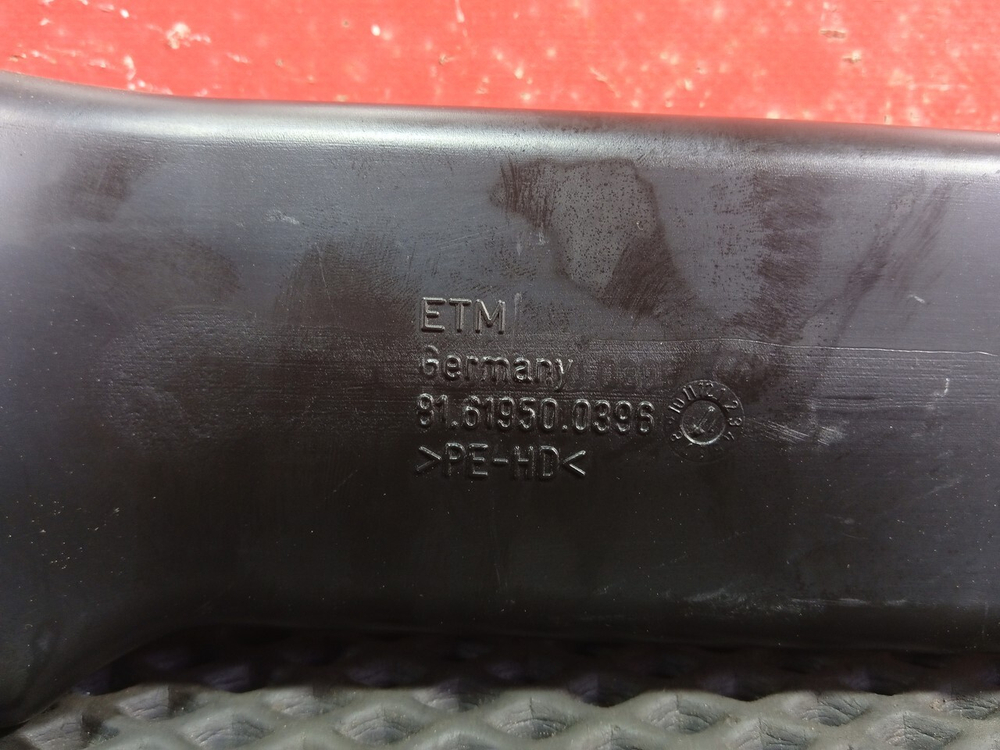 ETM
Germany
81.61950.0396
>PE-HD<